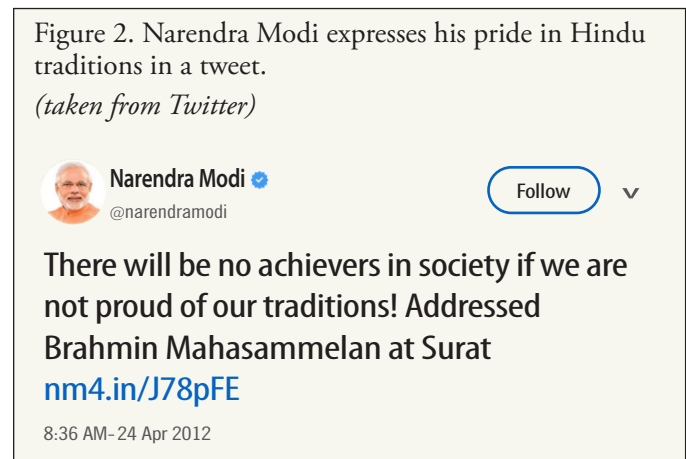 Figure 2. Narendra Modi expresses his pride in Hindu
traditions in a tweet.
(taken from Twitter)
Narendra Modi
@narendramodi
Follow
There will be no achievers in society if we are
not proud of our traditions! Addressed
Brahmin Mahasammelan at Surat
nm4.in/J78pFE
8:36 AM-24 Apr 2012